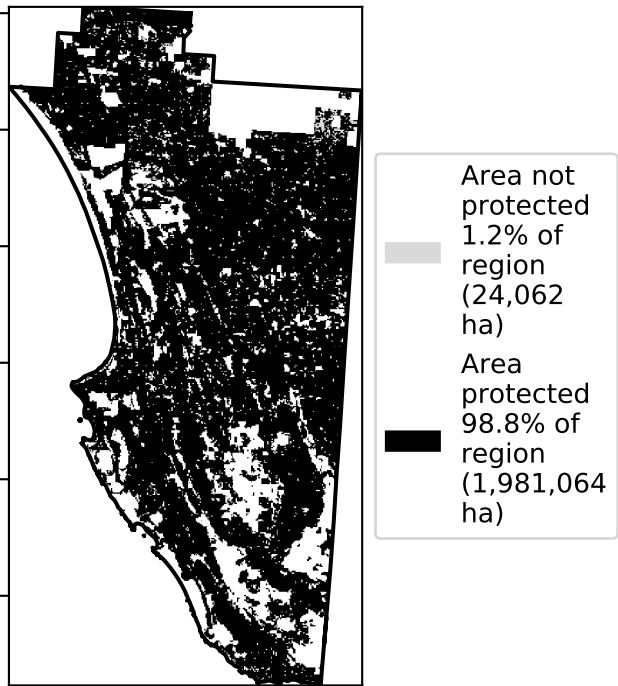 Area not
protected
1.2% of
region
(24,062
ha)
Area
protected
98.8% of
region
(1,981,064
ha)